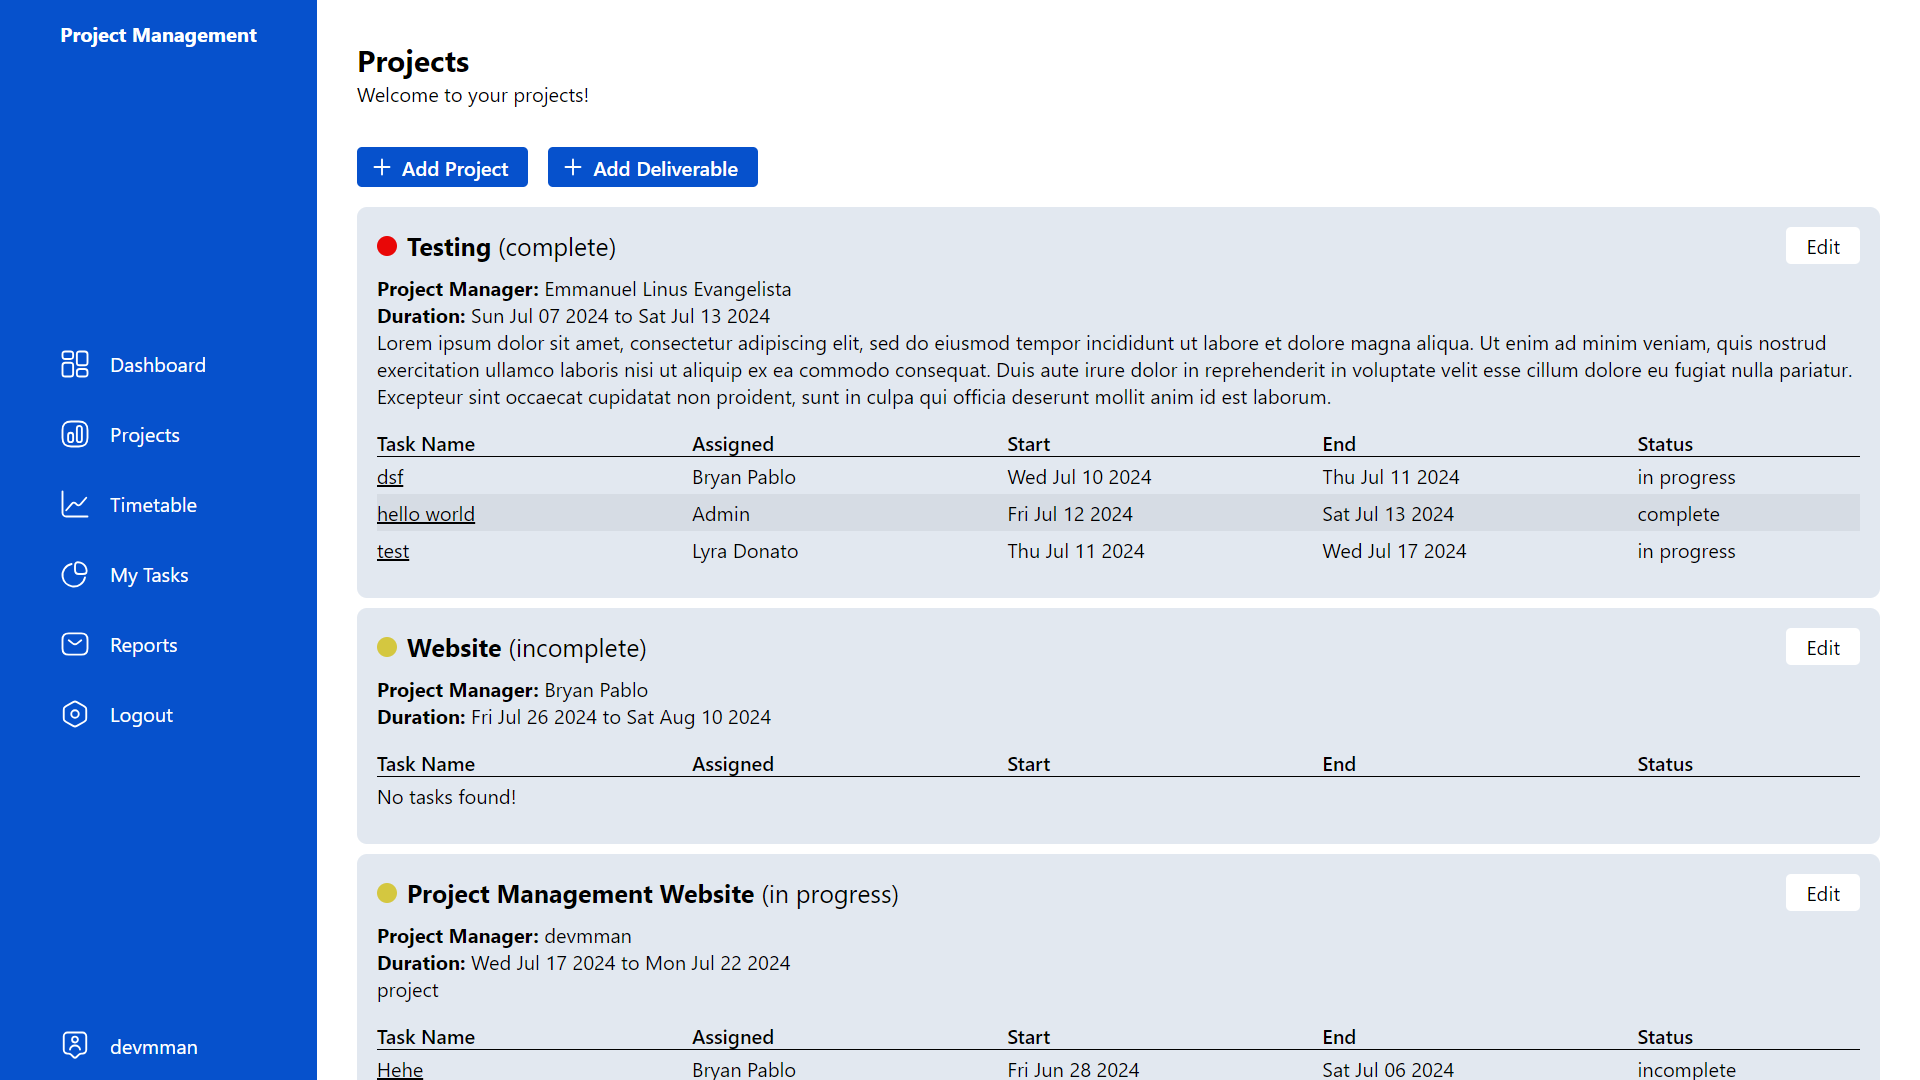 Project Management
Dashboard
Projects
Timetable
My Tasks
Reports
Logout
devmman
Projects
Welcome to your projects!
Add Project Add Deliverable
Testing (complete) Edit
Project Manager: Emmanuel Linus Evangelista
Duration: Sun Jul 07 2024 to Sat Jul 13 2024
Lorem ipsum dolor sit amet, consectetur adipiscing elit, sed do eiusmod tempor incididunt ut labore et dolore magna aliqua. Ut enim ad minim veniam, quis nostrud
exercitation ullamco laboris nisi ut aliquip ex ea commodo consequat. Duis aute irure dolor in reprehenderit in voluptate velit esse cillum dolore eu fugiat nulla pariatur.
Excepteur sint occaecat cupidatat non proident, sunt in culpa qui officia deserunt mollit anim id est laborum.
Task Name Assigned Start End Status
dsf Bryan Pablo Wed Jul 10 2024 Thu Jul 11 2024 in progress
hello world Admin Fri Jul 12 2024 Sat Jul 13 2024 complete
test Lyra Donato Thu Jul 11 2024 Wed Jul 17 2024 in progress
Website (incomplete) Edit
Project Manager: Bryan Pablo
Duration: Fri Jul 26 2024 to Sat Aug 10 2024
Task Name Assigned Start End Status
No tasks found!
Project Management Website (in progress) Edit
Project Manager: devmman
Duration: Wed Jul 17 2024 to Mon Jul 22 2024
project
Task Name Assigned Start End Status
Hehe Bryan Pablo Fri Jun 28 2024 Sat Jul 06 2024 incomplete